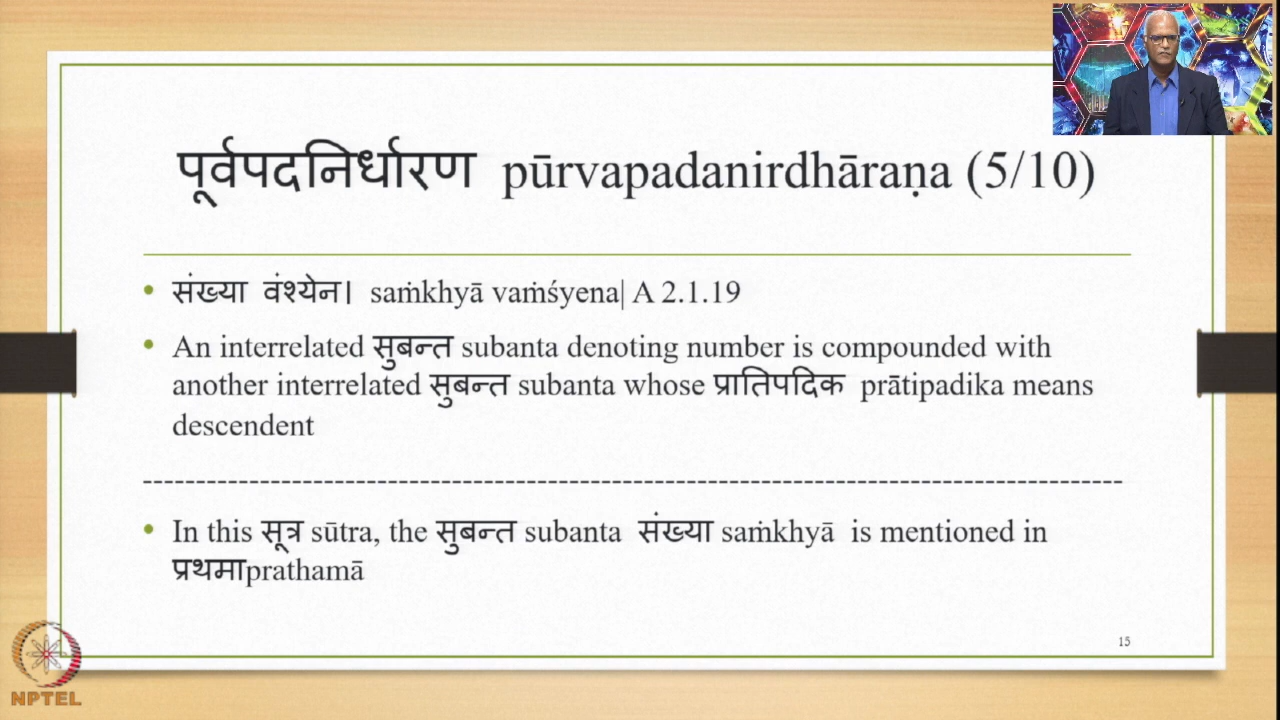 पूर्वपदनिर्धारण pūrvapadanirdhāraṇa (5/10)
• संख्या वंश्येन। saṁkhyā vaṁśyena| A 2.1.19
• An interrelated सुबन्त subanta denoting number is compounded with
another interrelated सुबन्त subanta whose प्रातिपदिक prātipadika means
descendent
--------------------------------------------------------------------------------------------
• In this सूत्र sūtra, the सुबन्त subanta संख्या saṁkhyā is mentioned in
प्रथमाprathamā
15
NPTEL